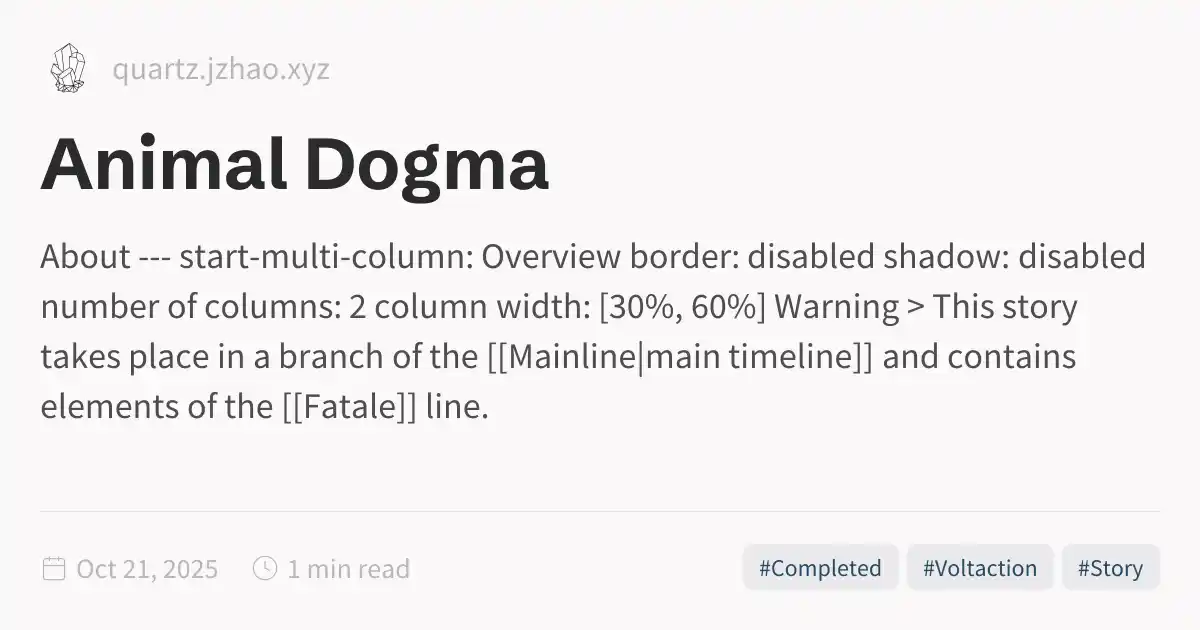 quartz.jzhao.xyz
Animal Dogma
About --- start-multi-column: Overview border: disabled shadow: disabled
number of columns: 2 column width: [30%, 60%] Warning > This story
takes place in a branch of the [[Mainline|main timeline]] and contains
elements of the [[Fatale]] line.
Oct 21, 2025 1 min read #Completed #Voltaction #Story